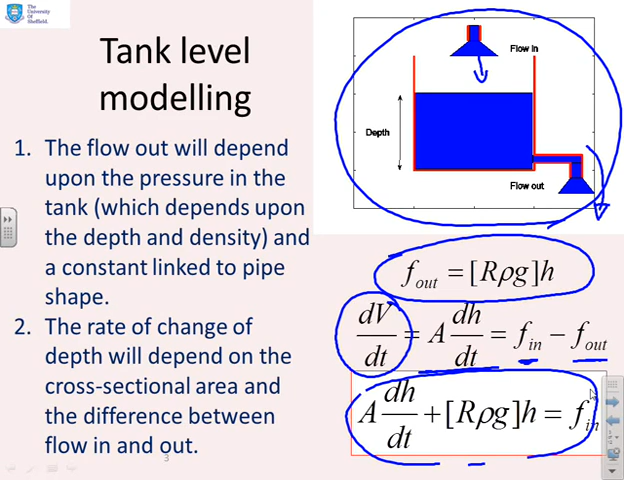 The
University
Of
Sheffield.
Tank level
modelling
1. The flow out will depend
upon the pressure in the
tank (which depends upon
the depth and density) and
a constant linked to pipe
shape.
2. The rate of change of
depth will depend on the
cross-sectional area and
the difference between
flow in and out.
Flow in
Depth
Flow out
f_out = [Rρg]h
dV/dt = A dh/dt = f_in − f_out
A dh/dt + [Rρg]h = f_in
3